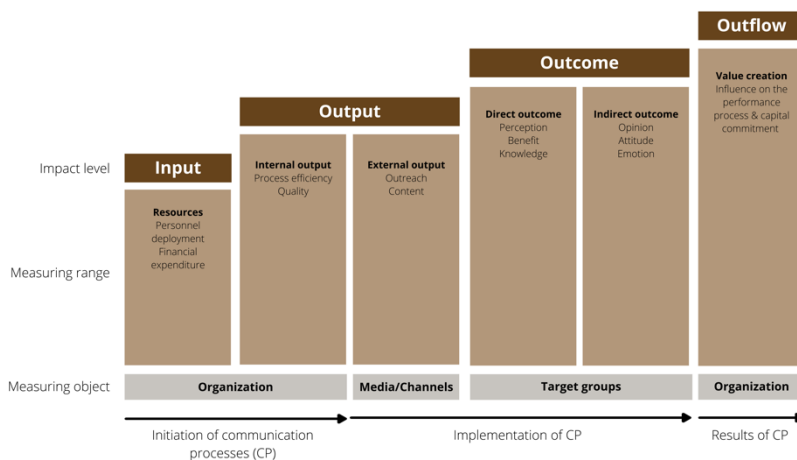 Outflow
Value creation
Influence on the
performance
process & capital
commitment
Outcome
Direct outcome
Perception
Benefit
Knowledge
Indirect outcome
Opinion
Attitude
Emotion
Output
Internal output
Process efficiency
Quality
External output
Outreach
Content
Impact level
Input
Resources
Personnel
deployment
Financial
expenditure
Measuring range
Measuring object
Organization
Media/Channels
Target groups
Organization
Initiation of communication
processes (CP)
Implementation of CP
Results of CP